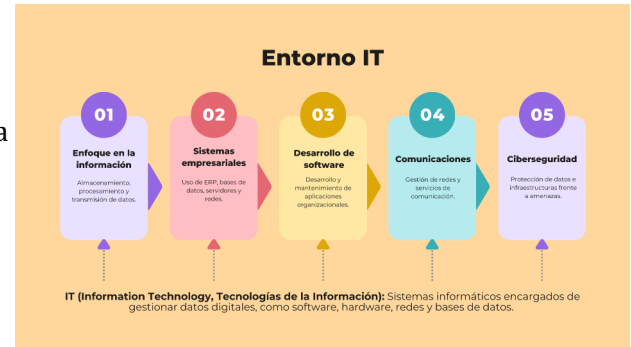 Entorno IT
a
01
Enfoque en la
información
Almacenamiento,
procesamiento y
transmisión de datos.
02
Sistemas
empresariales
Uso de ERP, bases de
datos, servidores y
redes.
03
Desarrollo de
software
Desarrollo y
mantenimiento de
aplicaciones
organizacionales.
04
Comunicaciones
Gestión de redes y
servicios de
comunicación.
05
Ciberseguridad
Protección de datos e
infraestructuras frente
a amenazas.
IT (Information Technology, Tecnologías de la Información): Sistemas informáticos encargados de
gestionar datos digitales, como software, hardware, redes y bases de datos.